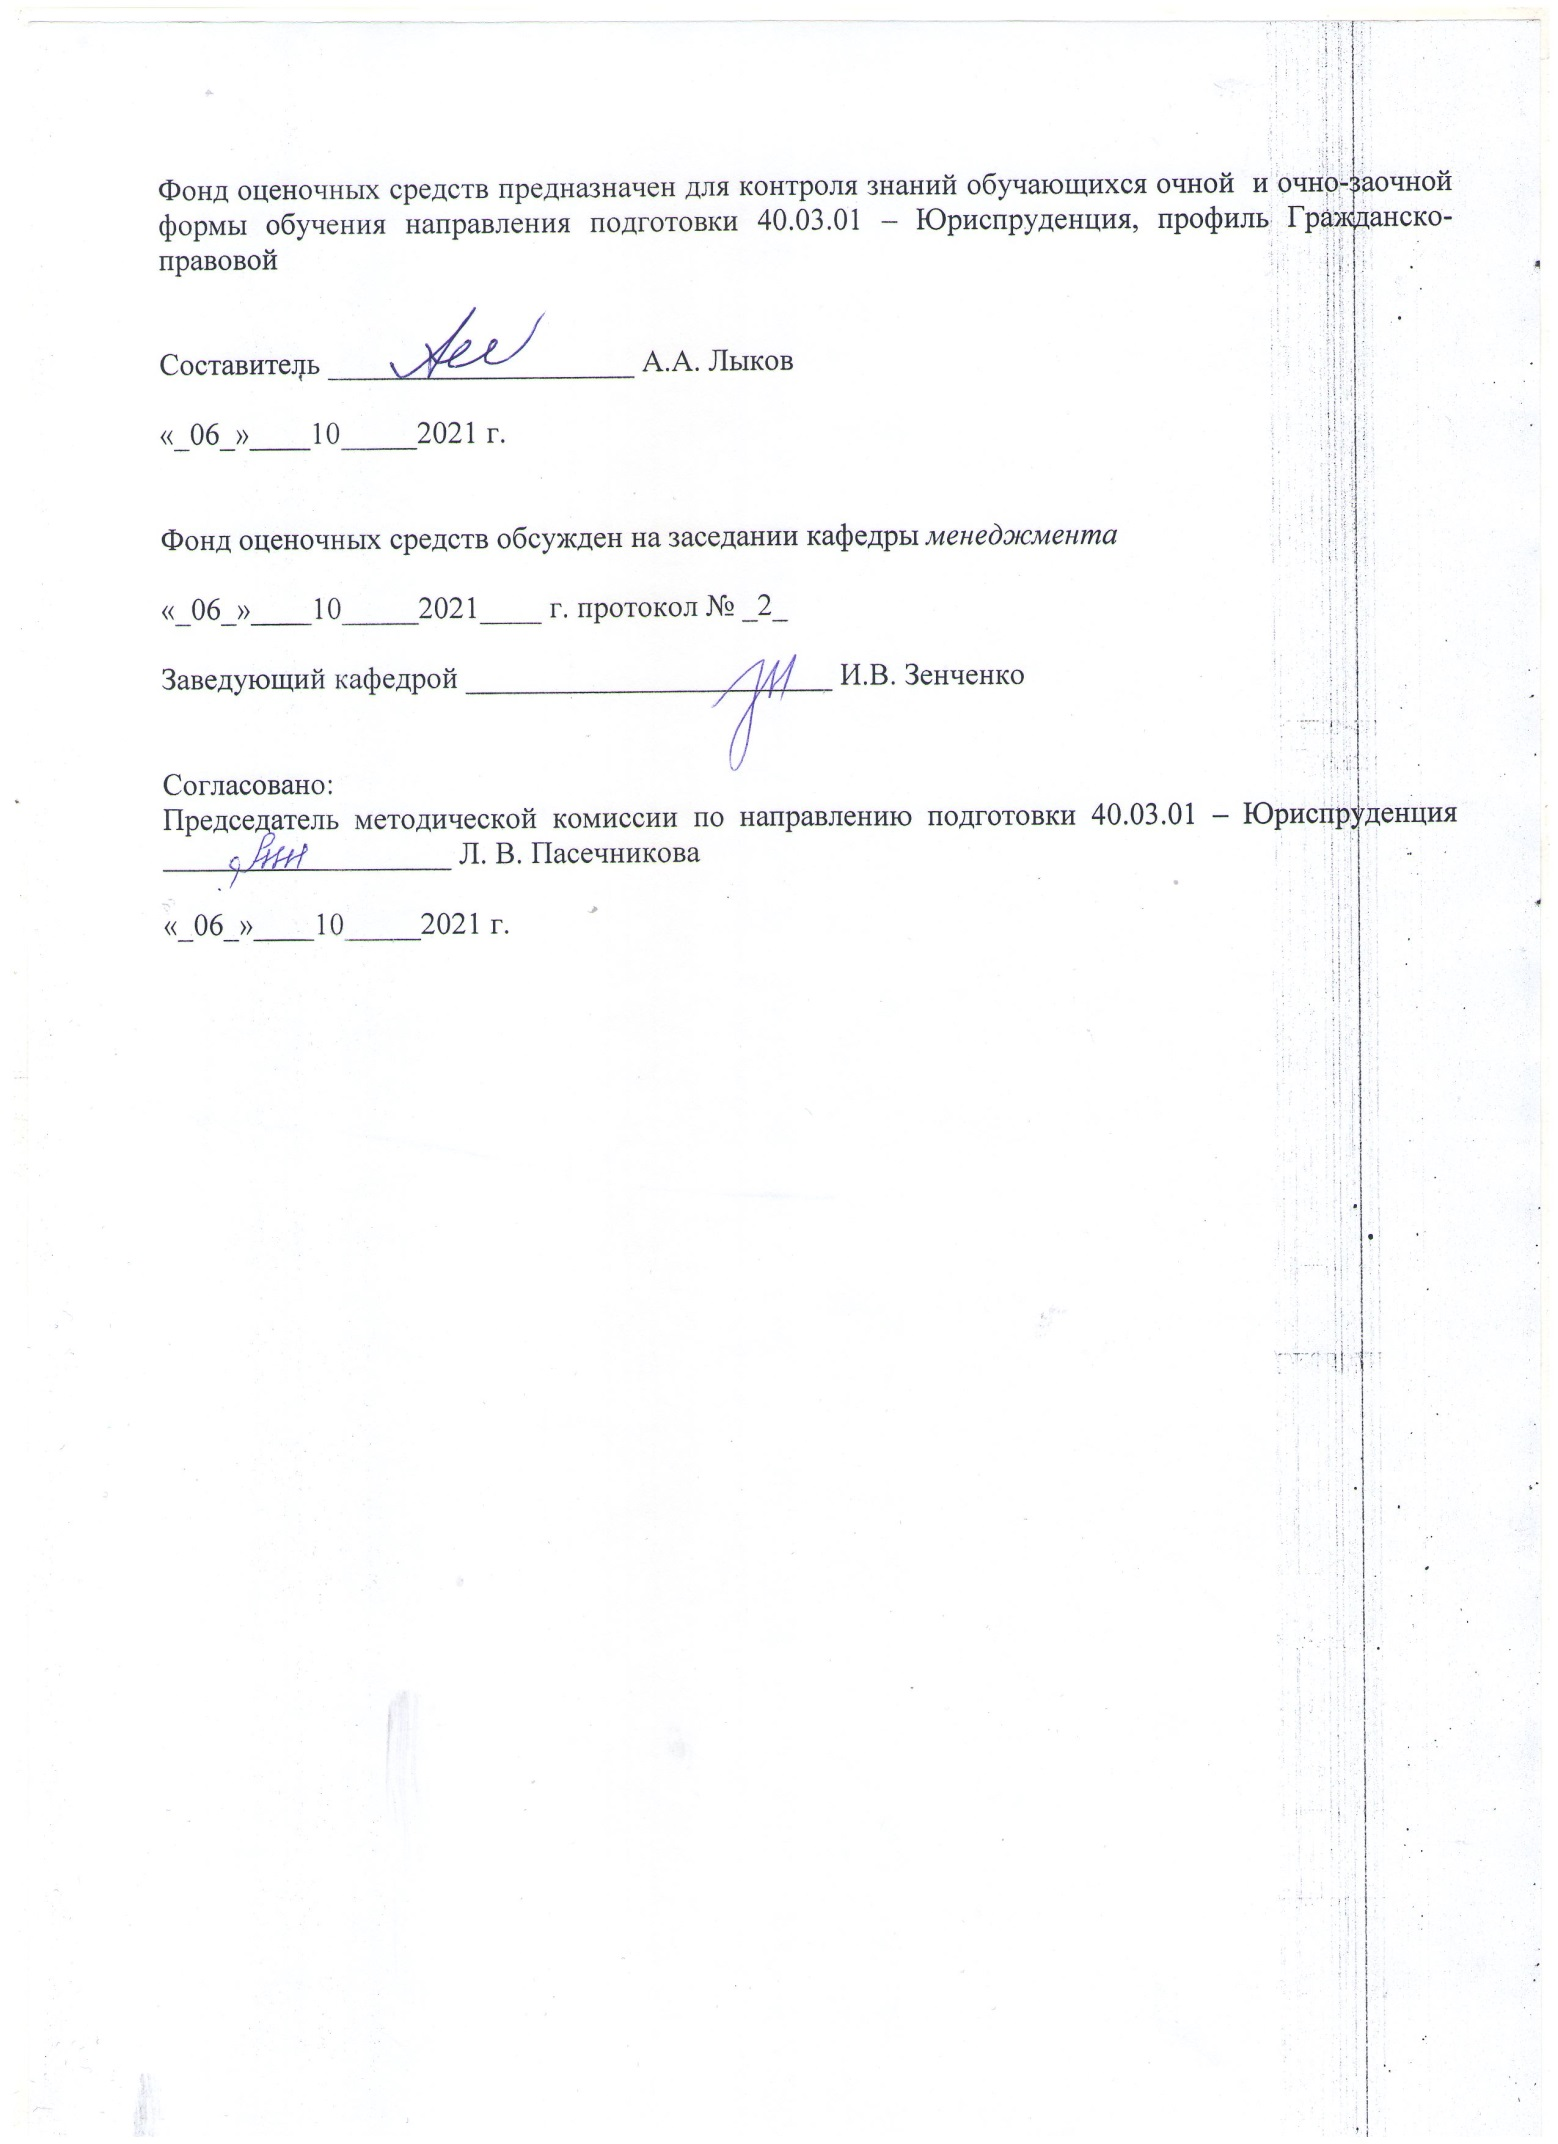 Фонд оценочных средств предназначен для контроля знаний обучающихся очной и очно-заочной
формы обучения направления подготовки 40.03.01 – Юриспруденция, профиль Гражданско-
правовой
Составитель ______________________ А.А. Лыков
«_06_»____10_____2021 г.
Фонд оценочных средств обсужден на заседании кафедры менеджмента
«_06_»____10_____2021____ г. протокол № _2_
Заведующий кафедрой __________________________ И.В. Зенченко
Согласовано:
Председатель методической комиссии по направлению подготовки 40.03.01 – Юриспруденция
____________________ Л. В. Пасечникова
«_06_»____10_____2021 г.